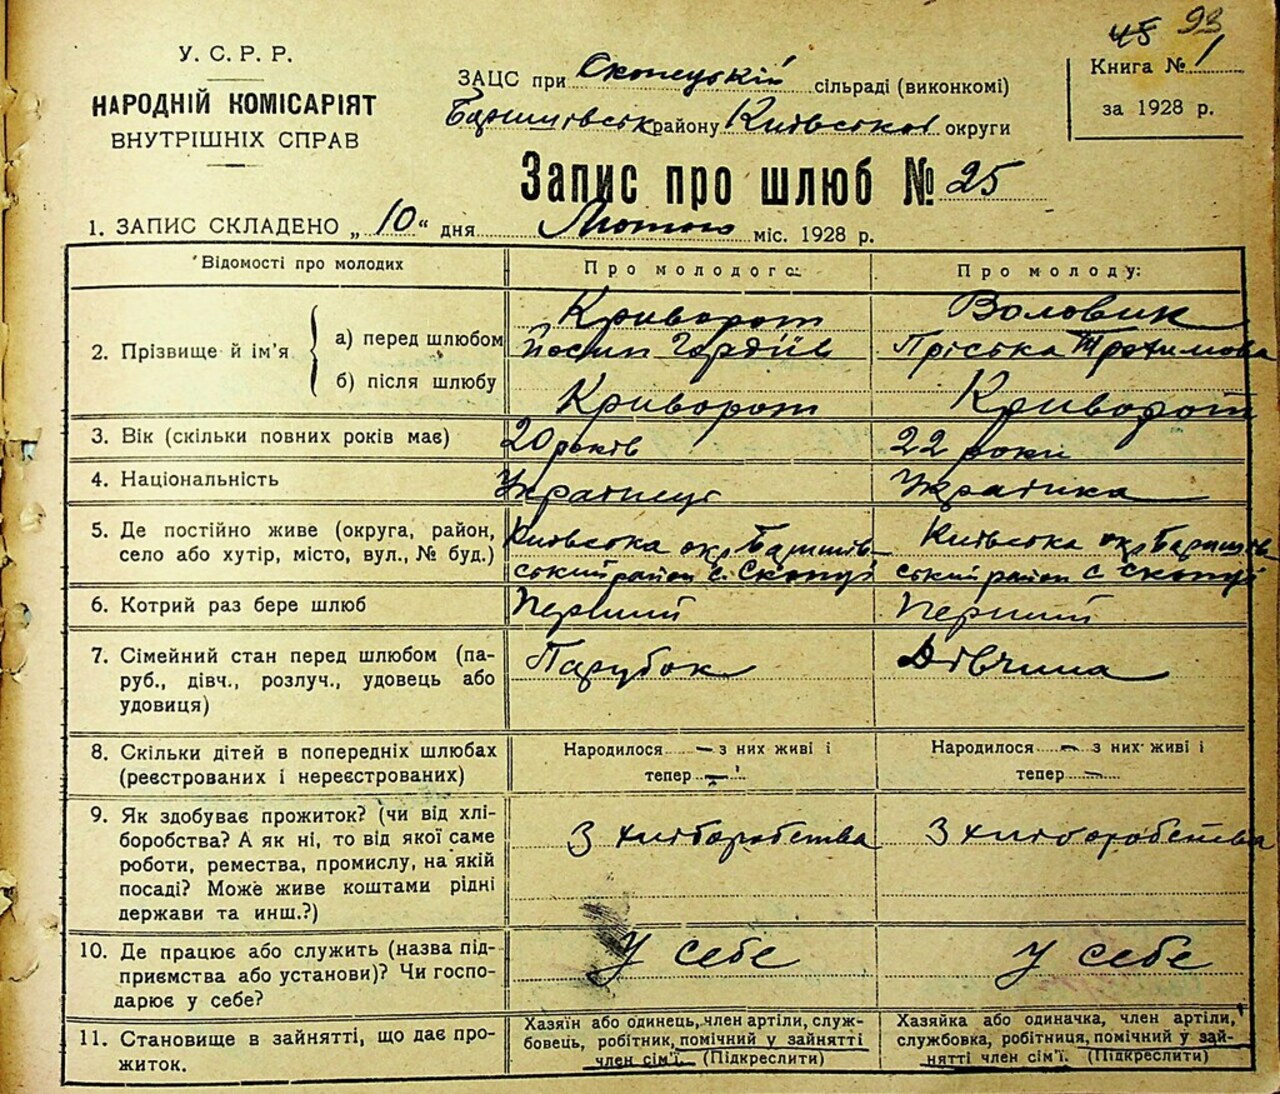 45 93
У. С. Р. Р.
НАРОДНІЙ КОМІСАРІЯТ
ВНУТРІШНІХ СПРАВ
ЗАЦС при Скопецькій сільраді (виконкомі)
Баришівськ району Київської округи
Книга № 1
за 1928 р.
Запис про шлюб № 25
1. ЗАПИС СКЛАДЕНО „10“ дня Лютого міс. 1928 р.
Відомості про молодих Про молодого: Про молоду:
2. Прізвище й ім'я
а) перед шлюбом Криворот Воловик
Йосип Гордіїв Пріська Трохимова
б) після шлюбу Криворот Криворот
3. Вік (скільки повних років має) 20 років 22 роки
4. Національність Українець Українка
5. Де постійно живе (округа, район, Київська окр. Баришів- Київська окр. Баришів
село або хутір, місто, вул., № буд.) ський район с. Скопці ський район с. Скопці
6. Котрий раз бере шлюб Перший Перший
7. Сімейний стан перед шлюбом (па- Парубок Дівчина
руб., дівч., розлуч., удовець або
удовиця)
8. Скільки дітей в попередніх шлюбах Народилося — з них живі і Народилося — з них живі і
(реєстрованих і нереєстрованих) тепер — тепер —
9. Як здобуває прожиток? (чи від хлі- З хліборобства З хліборобства
боробства? А як ні, то від якої саме
роботи, ремества, промислу, на якій
посаді? Може живе коштами рідні
держави та инш.?)
10. Де працює або служить (назва під- У себе У себе
приємства або установи)? Чи госпо-
дарює у себе?
11. Становище в зайнятті, що дає про- Хазяїн або одинець, член артіли, служ- Хазяйка або одиначка, член артіли,
житок. бовець, робітник, помічний у зайнятті службовка, робітниця, помічний у зай-
член сім'ї. (Підкреслити) нятті член сім'ї. (Підкреслити)